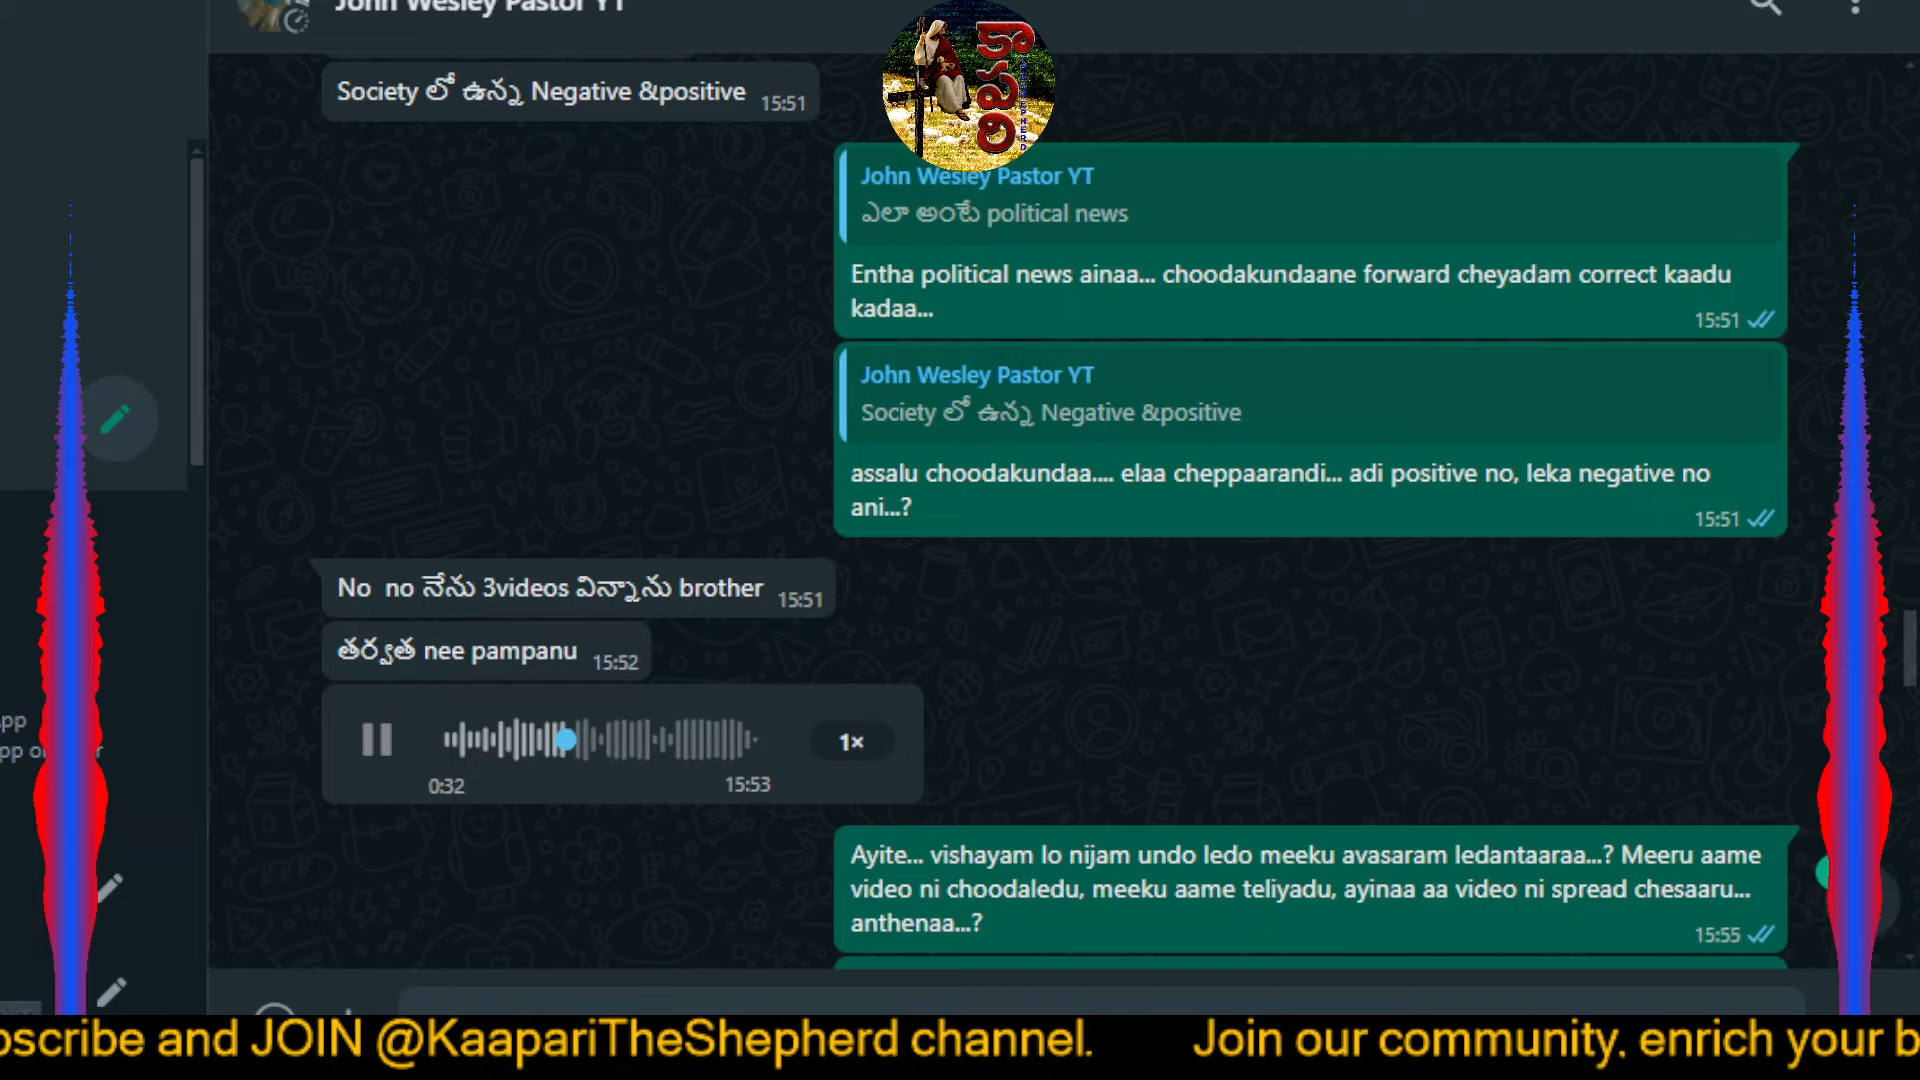 John Wesley Pastor YT
కాపరి
SHEPHERD
Society లో ఉన్న Negative &positive 15:51
John Wesley Pastor YT
ఎలా అంటే political news
Entha political news ainaa... choodakundaane forward cheyadam correct kaadu
kadaa...
15:51
John Wesley Pastor YT
Society లో ఉన్న Negative &positive
assalu choodakundaa.... elaa cheppaarandi... adi positive no, leka negative no
ani...?
15:51
No no నేను 3videos విన్నాను brother 15:51
తర్వత nee pampanu 15:52
1×
0:32 15:53
Ayite... vishayam lo nijam undo ledo meeku avasaram ledantaaraa...? Meeru aame
video ni choodaledu, meeku aame teliyadu, ayinaa aa video ni spread chesaaru...
anthenaa...?
15:55
bscribe and JOIN @KaapariTheShepherd channel. Join our community, enrich your b